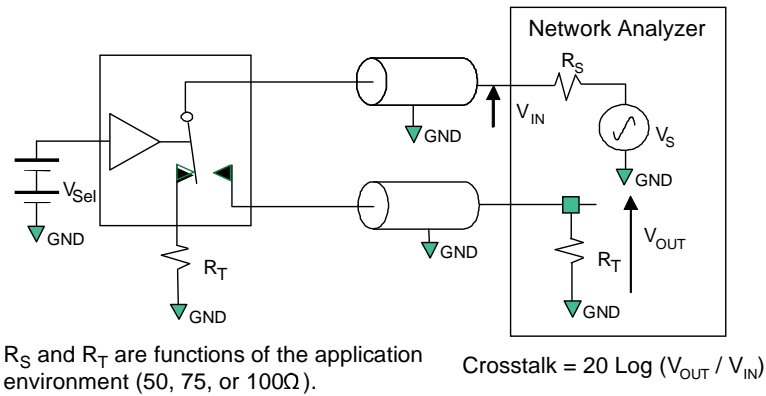 Network Analyzer
R_S
V_IN
V_S
GND
GND
V_Sel
GND
GND
R_T
V_OUT
R_T
GND
GND
R_S and R_T are functions of the application
environment (50, 75, or 100Ω).
Crosstalk = 20 Log (V_OUT / V_IN)